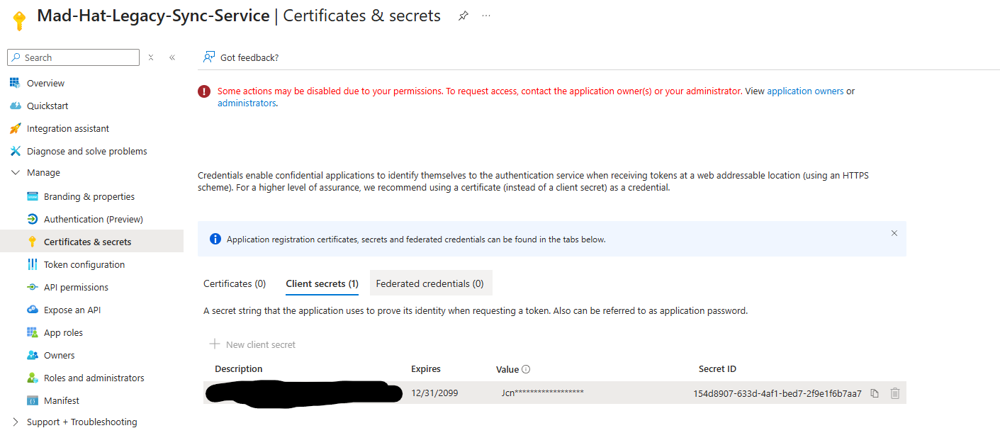 Mad-Hat-Legacy-Sync-Service | Certificates & secrets
Search
Got feedback?
Overview
Quickstart
Integration assistant
Diagnose and solve problems
Manage
Branding & properties
Authentication (Preview)
Certificates & secrets
Token configuration
API permissions
Expose an API
App roles
Owners
Roles and administrators
Manifest
Support + Troubleshooting
Some actions may be disabled due to your permissions. To request access, contact the application owner(s) or your administrator. View application owners or
administrators.
Credentials enable confidential applications to identify themselves to the authentication service when receiving tokens at a web addressable location (using an HTTPS
scheme). For a higher level of assurance, we recommend using a certificate (instead of a client secret) as a credential.
Application registration certificates, secrets and federated credentials can be found in the tabs below.
Certificates (0) Client secrets (1) Federated credentials (0)
A secret string that the application uses to prove its identity when requesting a token. Also can be referred to as application password.
New client secret
Description Expires Value Secret ID
12/31/2099 Jcn****************** 154d8907-633d-4af1-bed7-2f9e1f6b7aa7